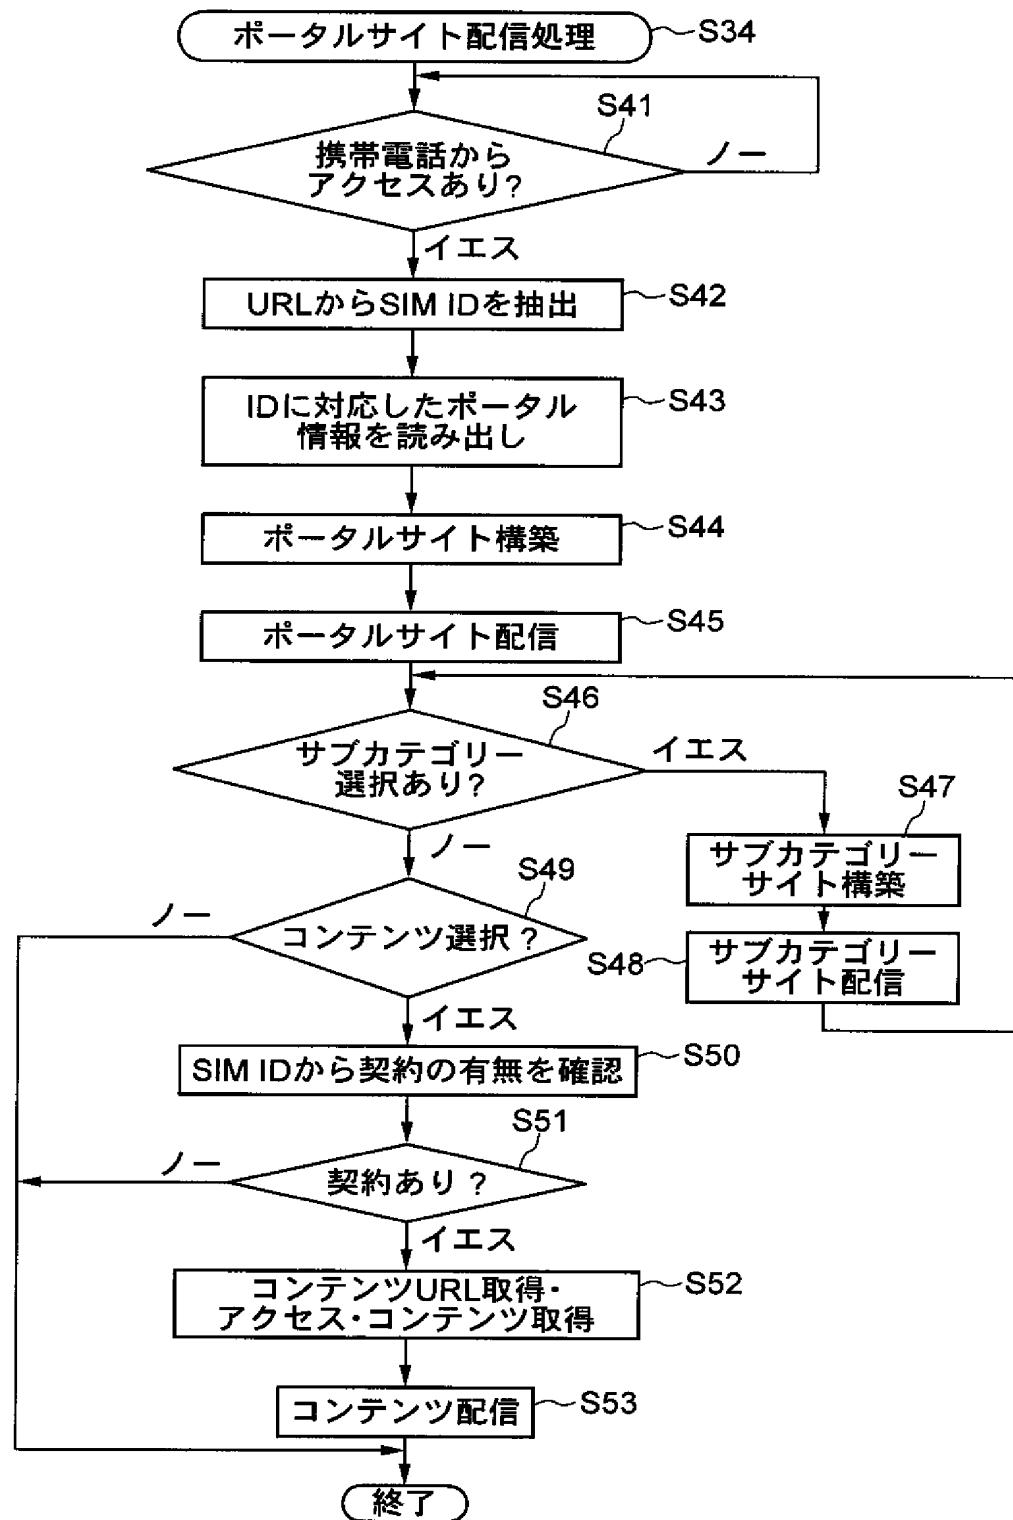 ポータルサイト配信処理
S34
S41
携帯電話から
アクセスあり?
ノー
イエス
URLからSIM IDを抽出
S42
IDに対応したポータル
情報を読み出し
S43
ポータルサイト構築
S44
ポータルサイト配信
S45
S46
サブカテゴリー
選択あり?
イエス
ノー
S47
サブカテゴリー
サイト構築
S48
サブカテゴリー
サイト配信
S49
コンテンツ選択?
ノー
イエス
SIM IDから契約の有無を確認
S50
S51
契約あり?
ノー
イエス
コンテンツURL取得・
アクセス・コンテンツ取得
S52
コンテンツ配信
S53
終了